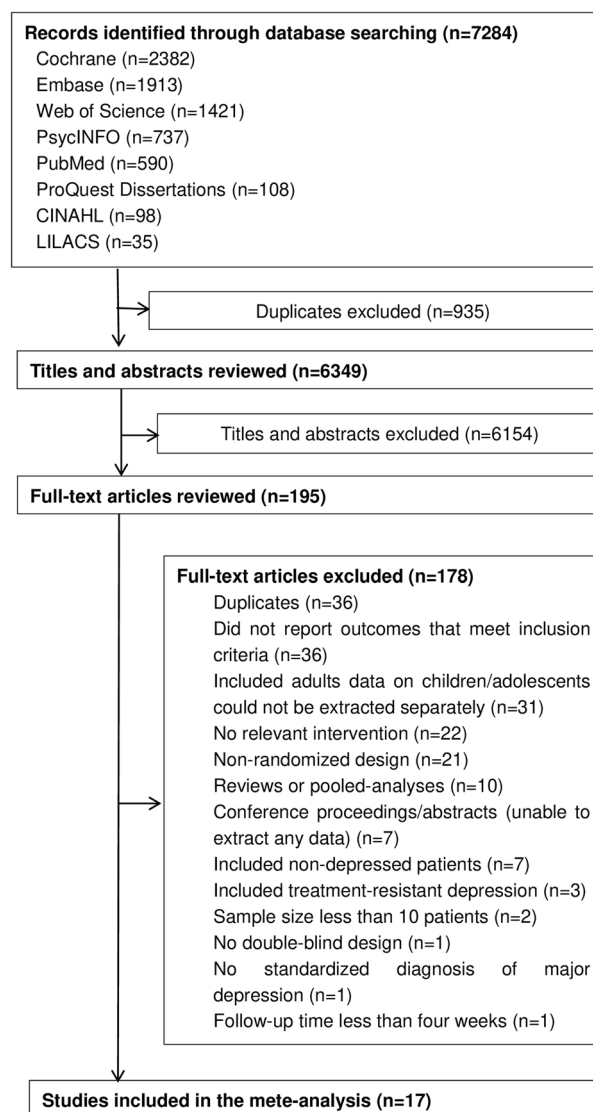 Records identified through database searching (n=7284)
Cochrane (n=2382)
Embase (n=1913)
Web of Science (n=1421)
PsycINFO (n=737)
PubMed (n=590)
ProQuest Dissertations (n=108)
CINAHL (n=98)
LILACS (n=35)
Duplicates excluded (n=935)
Titles and abstracts reviewed (n=6349)
Titles and abstracts excluded (n=6154)
Full-text articles reviewed (n=195)
Full-text articles excluded (n=178)
Duplicates (n=36)
Did not report outcomes that meet inclusion
criteria (n=36)
Included adults data on children/adolescents
could not be extracted separately (n=31)
No relevant intervention (n=22)
Non-randomized design (n=21)
Reviews or pooled-analyses (n=10)
Conference proceedings/abstracts (unable to
extract any data) (n=7)
Included non-depressed patients (n=7)
Included treatment-resistant depression (n=3)
Sample size less than 10 patients (n=2)
No double-blind design (n=1)
No standardized diagnosis of major
depression (n=1)
Follow-up time less than four weeks (n=1)
Studies included in the mete-analysis (n=17)